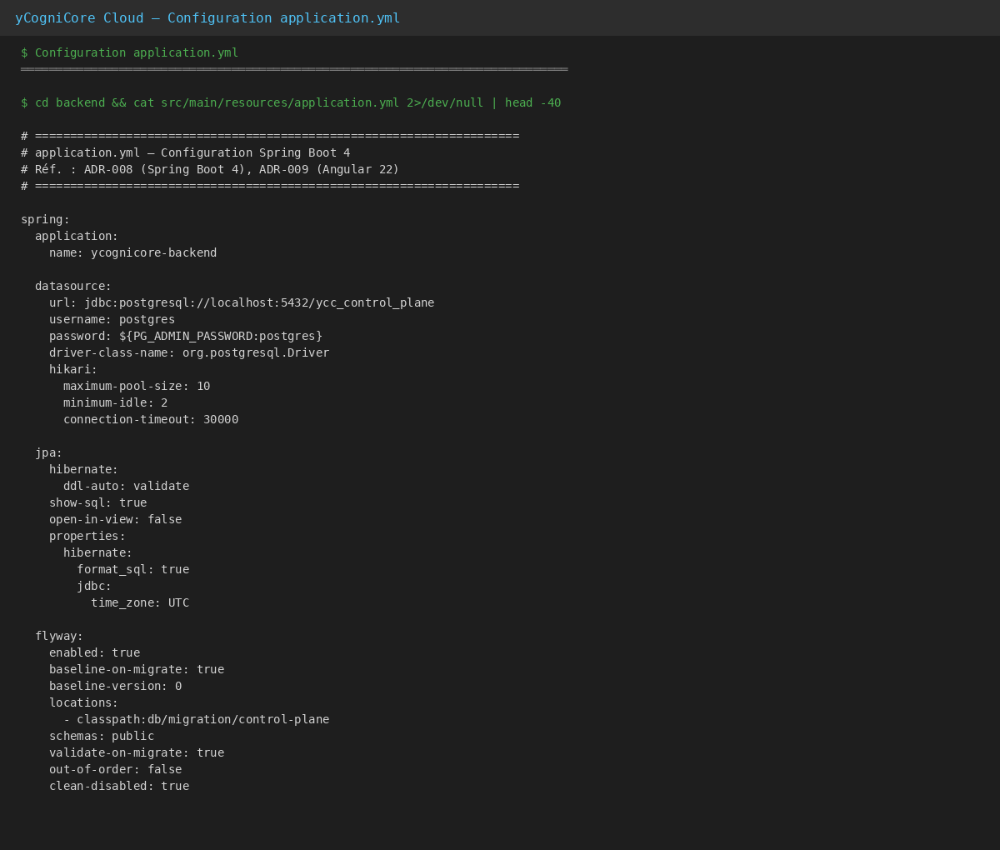 yCogniCore Cloud — Configuration application.yml
$ Configuration application.yml
══════════════════════════════════════════════════════════════════════════════
$ cd backend && cat src/main/resources/application.yml 2>/dev/null | head -40
# =====================================================================
# application.yml — Configuration Spring Boot 4
# Réf. : ADR-008 (Spring Boot 4), ADR-009 (Angular 22)
# =====================================================================
spring:
  application:
    name: ycognicore-backend
  datasource:
    url: jdbc:postgresql://localhost:5432/ycc_control_plane
    username: postgres
    password: ${PG_ADMIN_PASSWORD:postgres}
    driver-class-name: org.postgresql.Driver
    hikari:
      maximum-pool-size: 10
      minimum-idle: 2
      connection-timeout: 30000
  jpa:
    hibernate:
      ddl-auto: validate
    show-sql: true
    open-in-view: false
    properties:
      hibernate:
        format_sql: true
        jdbc:
          time_zone: UTC
  flyway:
    enabled: true
    baseline-on-migrate: true
    baseline-version: 0
    locations:
      - classpath:db/migration/control-plane
    schemas: public
    validate-on-migrate: true
    out-of-order: false
    clean-disabled: true